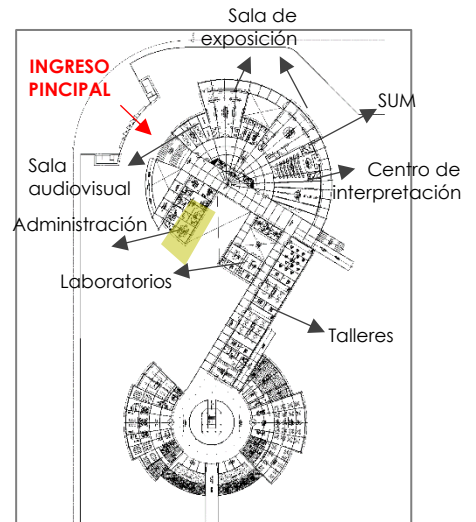 Sala de
exposición
INGRESO
PINCIPAL
SUM
Sala
audiovisual
Centro de
interpretación
Administración
Laboratorios
Talleres